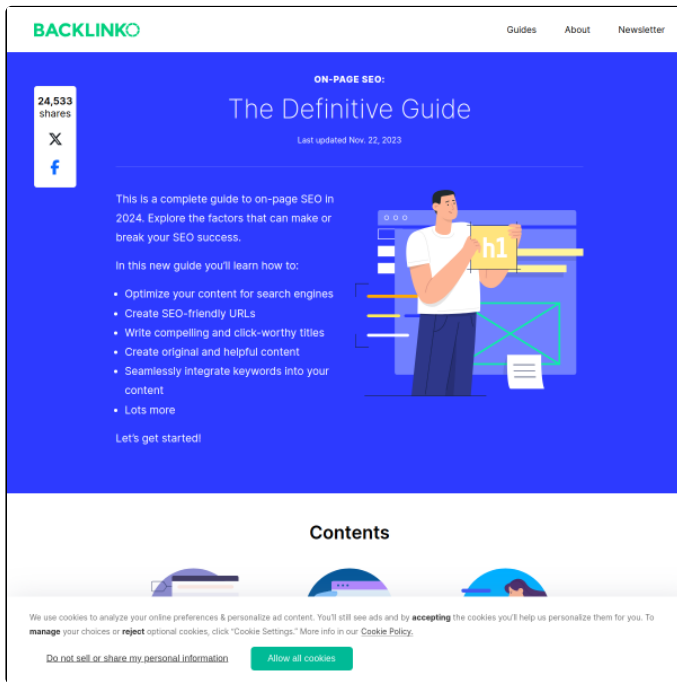 BACKLINKO
Guides
About
Newsletter
24,533
shares
ON-PAGE SEO:
The Definitive Guide
Last updated Nov. 22, 2023
This is a complete guide to on-page SEO in
2024. Explore the factors that can make or
break your SEO success.
In this new guide you'll learn how to:
• Optimize your content for search engines
• Create SEO-friendly URLs
• Write compelling and click-worthy titles
• Create original and helpful content
• Seamlessly integrate keywords into your
content
• Lots more
Let's get started!
h1
Contents
We use cookies to analyze your online preferences & personalize ad content. You'll still see ads and by accepting the cookies you'll help us personalize them for you. To
manage your choices or reject optional cookies, click "Cookie Settings." More info in our Cookie Policy.
Do not sell or share my personal information
Allow all cookies